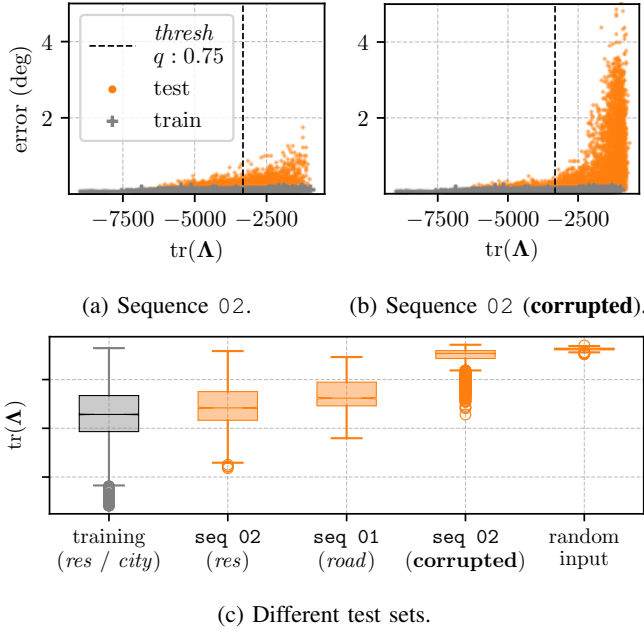 4
2
error (deg)
thresh
q : 0.75
test
train
−7500
−5000
−2500
tr(Λ)
(a) Sequence 02.
4
2
−7500
−5000
−2500
tr(Λ)
(b) Sequence 02 (corrupted).
tr(Λ)
training
(res / city)
seq 02
(res)
seq 01
(road)
seq 02
(corrupted)
random
input
(c) Different test sets.